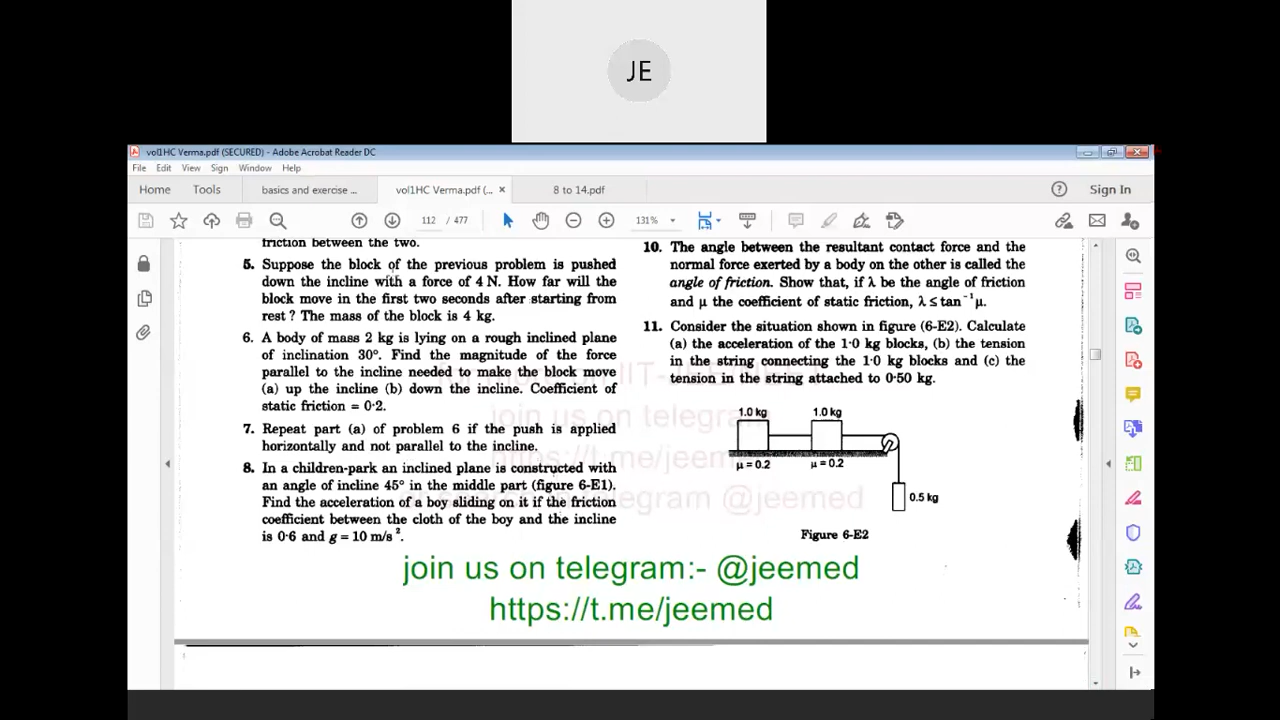 JE
vol1HC Verma.pdf (SECURED) - Adobe Acrobat Reader DC
File Edit View Sign Window Help
Home Tools basics and exercise ... vol1HC Verma.pdf (... × 8 to 14.pdf Sign In
112 / 477 131%
friction between the two.
5. Suppose the block of the previous problem is pushed
down the incline with a force of 4 N. How far will the
block move in the first two seconds after starting from
rest ? The mass of the block is 4 kg.
6. A body of mass 2 kg is lying on a rough inclined plane
of inclination 30°. Find the magnitude of the force
parallel to the incline needed to make the block move
(a) up the incline (b) down the incline. Coefficient of
static friction = 0·2.
7. Repeat part (a) of problem 6 if the push is applied
horizontally and not parallel to the incline.
8. In a children-park an inclined plane is constructed with
an angle of incline 45° in the middle part (figure 6-E1).
Find the acceleration of a boy sliding on it if the friction
coefficient between the cloth of the boy and the incline
is 0·6 and g = 10 m/s².
10. The angle between the resultant contact force and the
normal force exerted by a body on the other is called the
angle of friction. Show that, if λ be the angle of friction
and μ the coefficient of static friction, λ ≤ tan⁻¹μ.
11. Consider the situation shown in figure (6-E2). Calculate
(a) the acceleration of the 1·0 kg blocks, (b) the tension
in the string connecting the 1·0 kg blocks and (c) the
tension in the string attached to 0·50 kg.
1.0 kg 1.0 kg
μ = 0.2 μ = 0.2
0.5 kg
Figure 6-E2
IIT-JEE/NEET
join us on telegram
https://t.me/jeemed
telegram @jeemed
join us on telegram:- @jeemed
https://t.me/jeemed